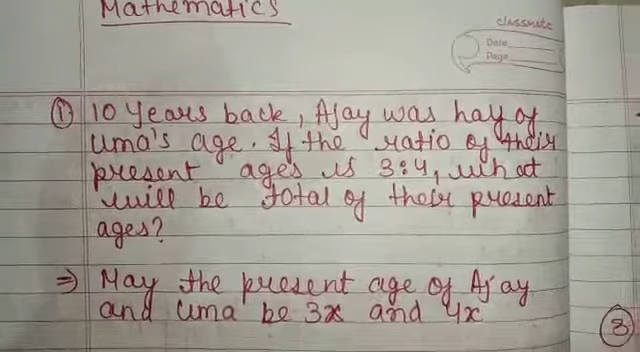 Mathematics
classmate
Date
Page
① 10 years back, Ajay was half of
Uma's age. If the ratio of their
present ages is 3:4, what
will be total of their present
ages?
⇒ May the present age of Ajay
and Uma be 3x and 4x
3